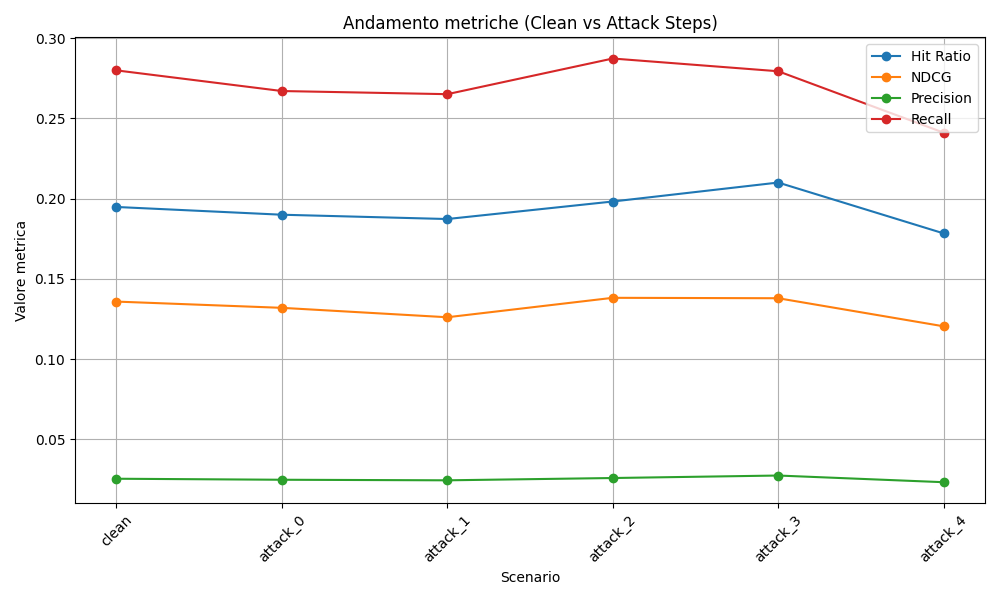 Andamento metriche (Clean vs Attack Steps)
Valore metrica
0.30
0.25
0.20
0.15
0.10
0.05
Hit Ratio
NDCG
Precision
Recall
clean
attack_0
attack_1
attack_2
attack_3
attack_4
Scenario